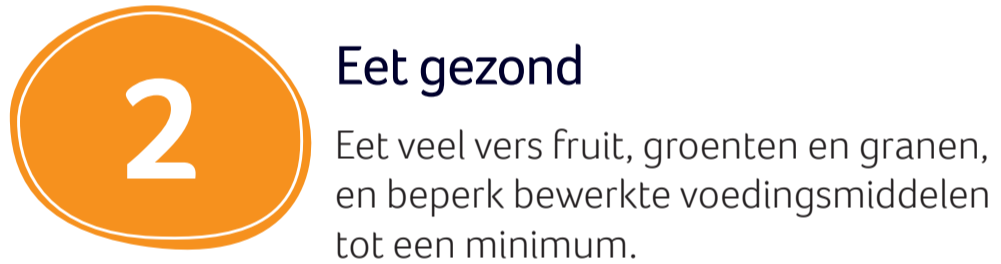 2
Eet gezond
Eet veel vers fruit, groenten en granen,
en beperk bewerkte voedingsmiddelen
tot een minimum.